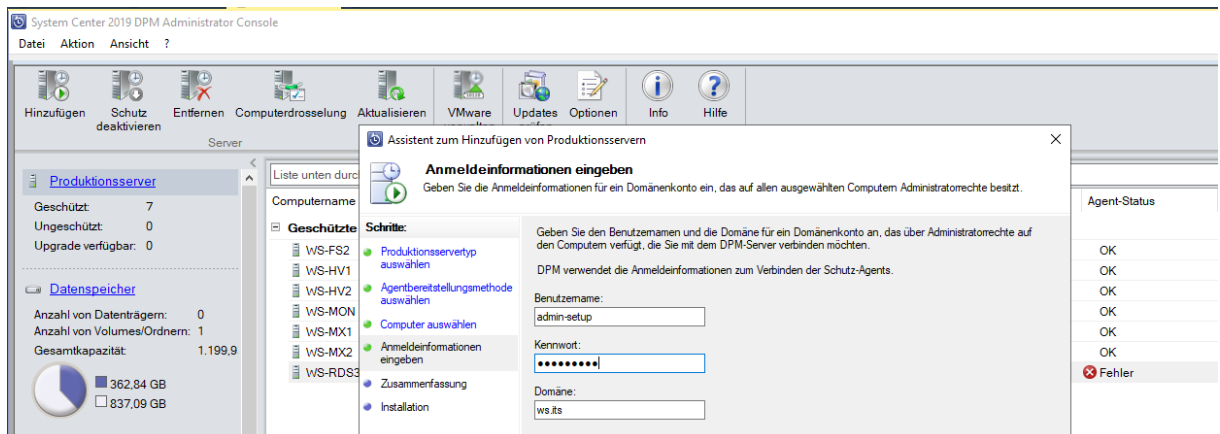 System Center 2019 DPM Administrator Console
Datei Aktion Ansicht ?
Hinzufügen Schutz deaktivieren Entfernen Computerdrosselung Aktualisieren VMware Updates Optionen Info Hilfe
Server
Produktionsserver
Geschützt: 7
Ungeschützt: 0
Upgrade verfügbar: 0
Datenspeicher
Anzahl von Datenträgern: 0
Anzahl von Volumes/Ordnern: 1
Gesamtkapazität: 1.199,9
362,84 GB
837,09 GB
Liste unten durc
Computername
Geschützte
WS-FS2
WS-HV1
WS-HV2
WS-MON
WS-MX1
WS-MX2
WS-RDS3
Assistent zum Hinzufügen von Produktionsservern
Anmeldeinformationen eingeben
Geben Sie die Anmeldeinformationen für ein Domänenkonto ein, das auf allen ausgewählten Computern Administratorrechte besitzt.
Schritte:
Produktionsservertyp
auswählen
Agentbereitstellungsmethode
auswählen
Computer auswählen
Anmeldeinformationen
eingeben
Zusammenfassung
Installation
Geben Sie den Benutzernamen und die Domäne für ein Domänenkonto an, das über Administratorrechte auf
den Computern verfügt, die Sie mit dem DPM-Server verbinden möchten.
DPM verwendet die Anmeldeinformationen zum Verbinden der Schutz-Agents.
Benutzername:
admin-setup
Kennwort:
●●●●●●●●●
Domäne:
ws.its
Agent-Status
OK
OK
OK
OK
OK
OK
Fehler